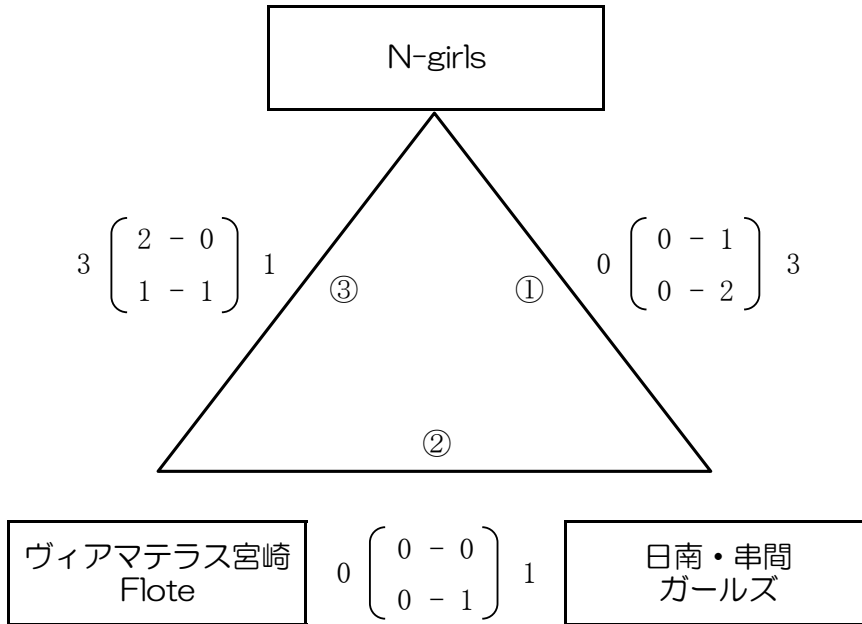 N-girls
3 2 - 0 1
1 - 1
0 0 - 1 3
0 - 2
③
①
②
ヴィアマテラス宮崎
Flote
0 0 - 0 1
0 - 1
日南・串間
ガールズ